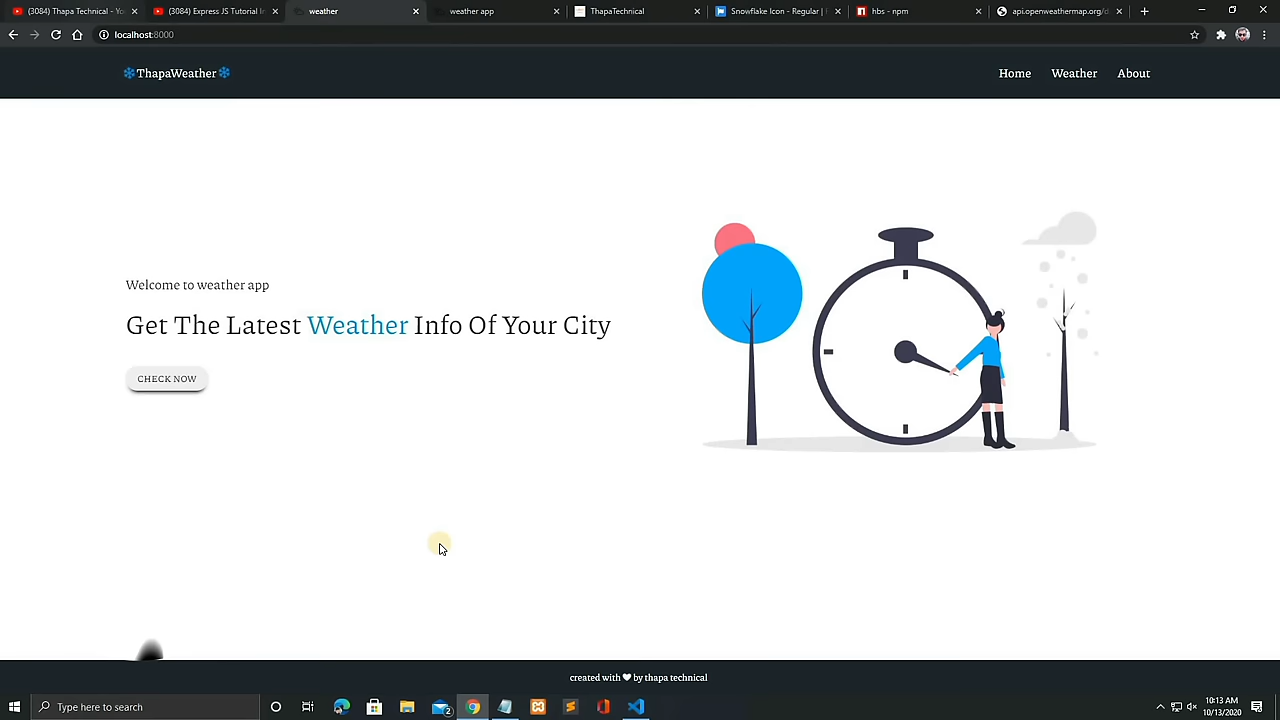 (3084) Thapa Technical - Yo
(3084) Express JS Tutorial In
weather
weather app
ThapaTechnical
Snowflake Icon - Regular |
hbs - npm
api.openweathermap.org/d
localhost:8000
ThapaWeather
Home
Weather
About
Welcome to weather app
Get The Latest Weather Info Of Your City
CHECK NOW
created with ❤ by thapa technical
Type here to search
2
10:13 AM
10/13/2020